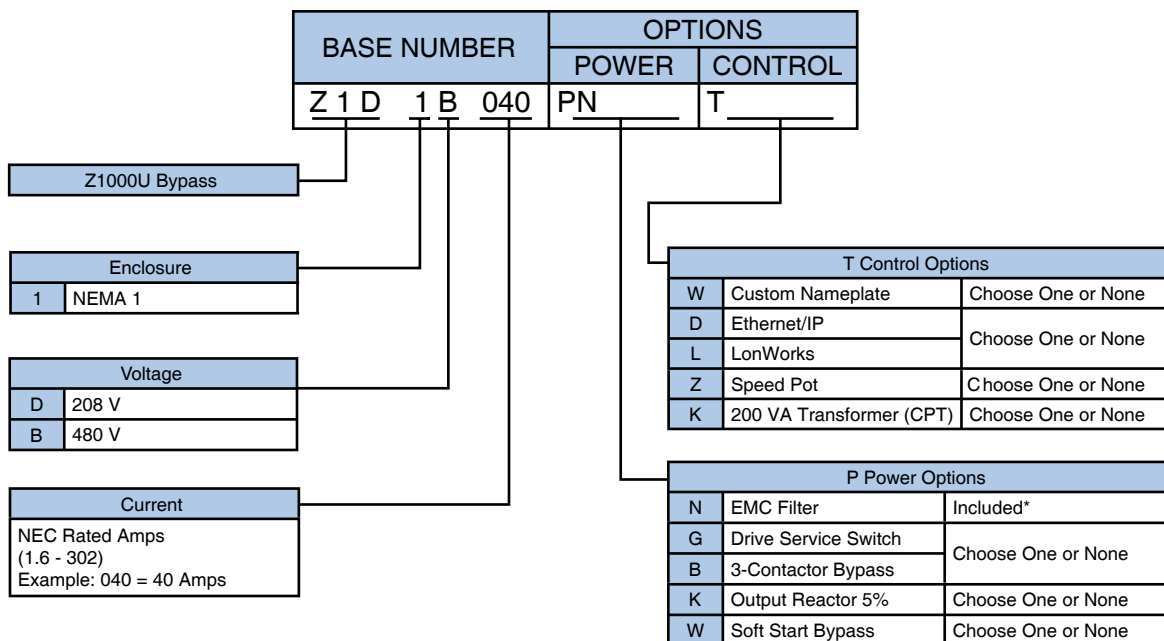 BASE NUMBER
OPTIONS
POWER CONTROL
Z 1 D 1 B 040 PN T
Z1000U Bypass
Enclosure
1 NEMA 1
Voltage
D 208 V
B 480 V
Current
NEC Rated Amps
(1.6 - 302)
Example: 040 = 40 Amps
T Control Options
W Custom Nameplate Choose One or None
D Ethernet/IP
Choose One or None
L LonWorks
Z Speed Pot Choose One or None
K 200 VA Transformer (CPT) Choose One or None
P Power Options
N EMC Filter Included*
G Drive Service Switch
Choose One or None
B 3-Contactor Bypass
K Output Reactor 5% Choose One or None
W Soft Start Bypass Choose One or None